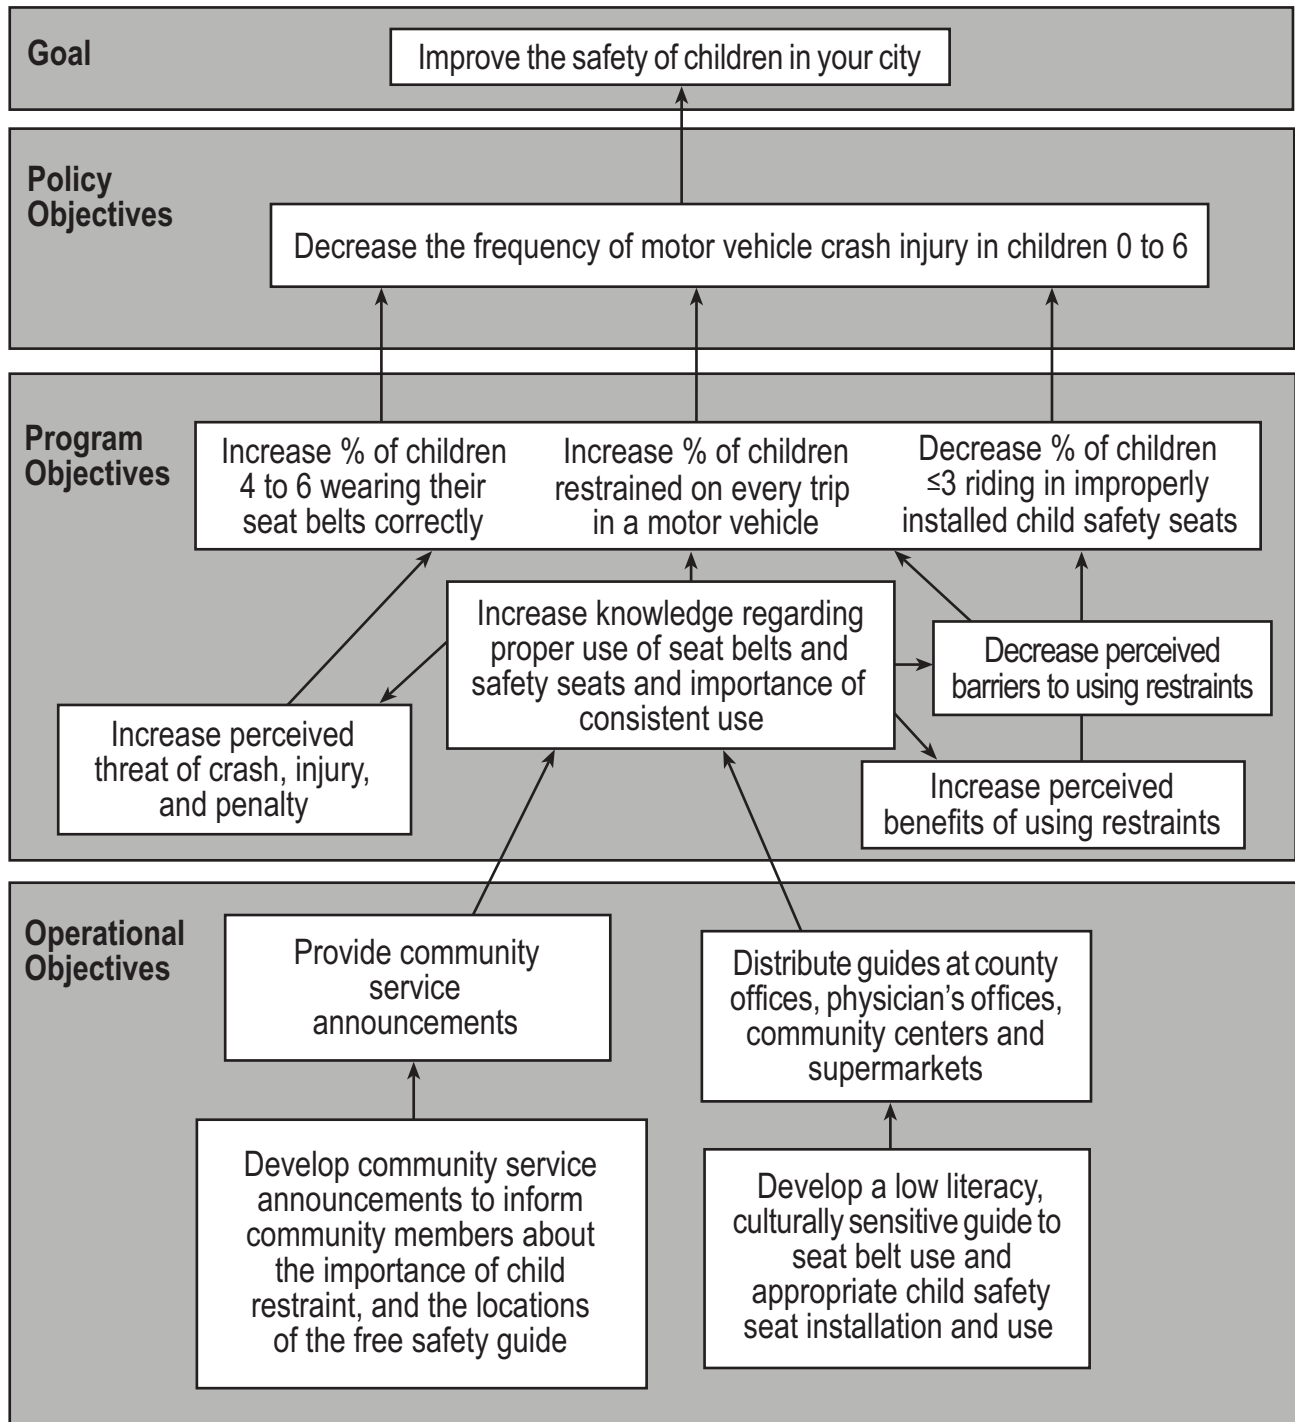 Goal
Improve the safety of children in your city
Policy
Objectives
Decrease the frequency of motor vehicle crash injury in children 0 to 6
Program
Objectives
Increase % of children
4 to 6 wearing their
seat belts correctly
Increase % of children
restrained on every trip
in a motor vehicle
Decrease % of children
≤3 riding in improperly
installed child safety seats
Increase knowledge regarding
proper use of seat belts and
safety seats and importance of
consistent use
Decrease perceived
barriers to using restraints
Increase perceived
threat of crash, injury,
and penalty
Increase perceived
benefits of using restraints
Operational
Objectives
Provide community
service
announcements
Distribute guides at county
offices, physician's offices,
community centers and
supermarkets
Develop community service
announcements to inform
community members about
the importance of child
restraint, and the locations
of the free safety guide
Develop a low literacy,
culturally sensitive guide to
seat belt use and
appropriate child safety
seat installation and use